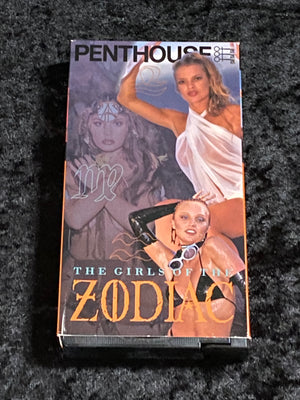 PENTHOUSE
THE GIRLS OF THE
ZODIAC